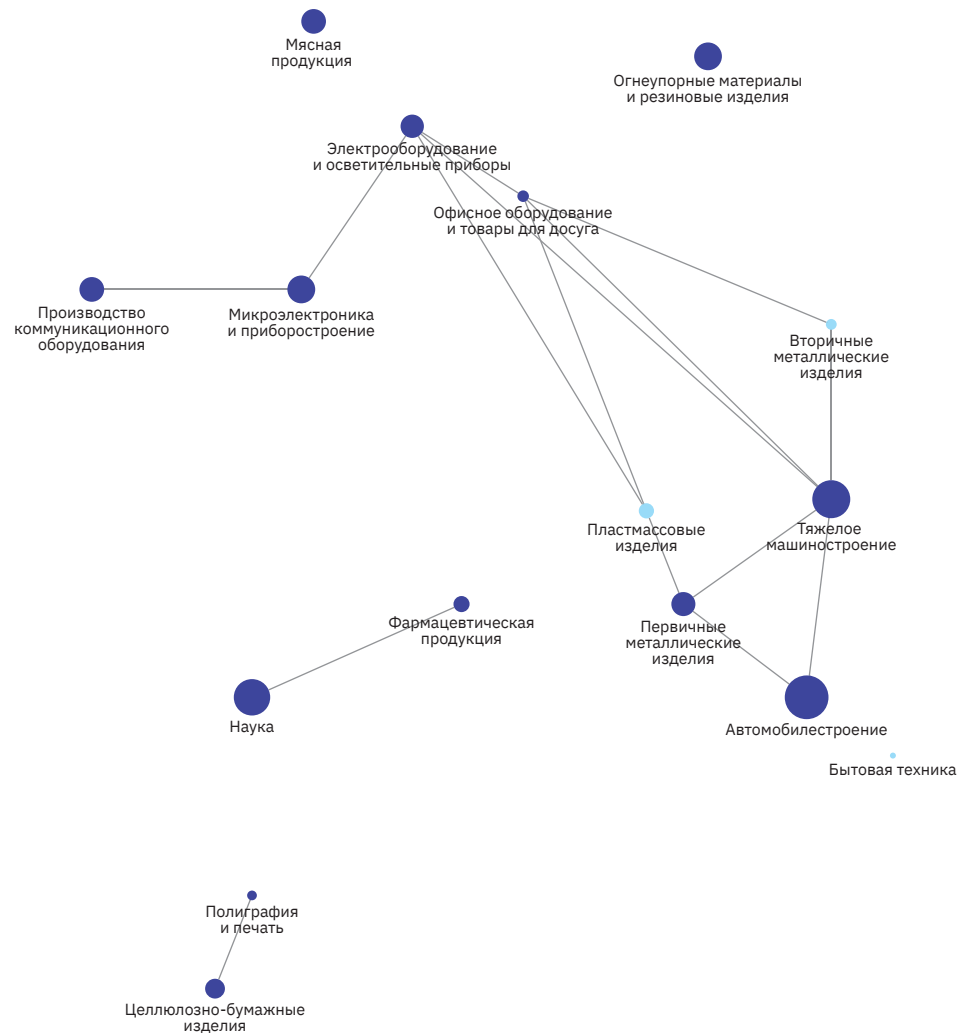 Мясная
продукция
Огнеупорные материалы
и резиновые изделия
Электрооборудование
и осветительные приборы
Офисное оборудование
и товары для досуга
Производство
коммуникационного
оборудования
Микроэлектроника
и приборостроение
Вторичные
металлические
изделия
Пластмассовые
изделия
Тяжелое
машиностроение
Фармацевтическая
продукция
Первичные
металлические
изделия
Наука
Автомобилестроение
Бытовая техника
Полиграфия
и печать
Целлюлозно-бумажные
изделия